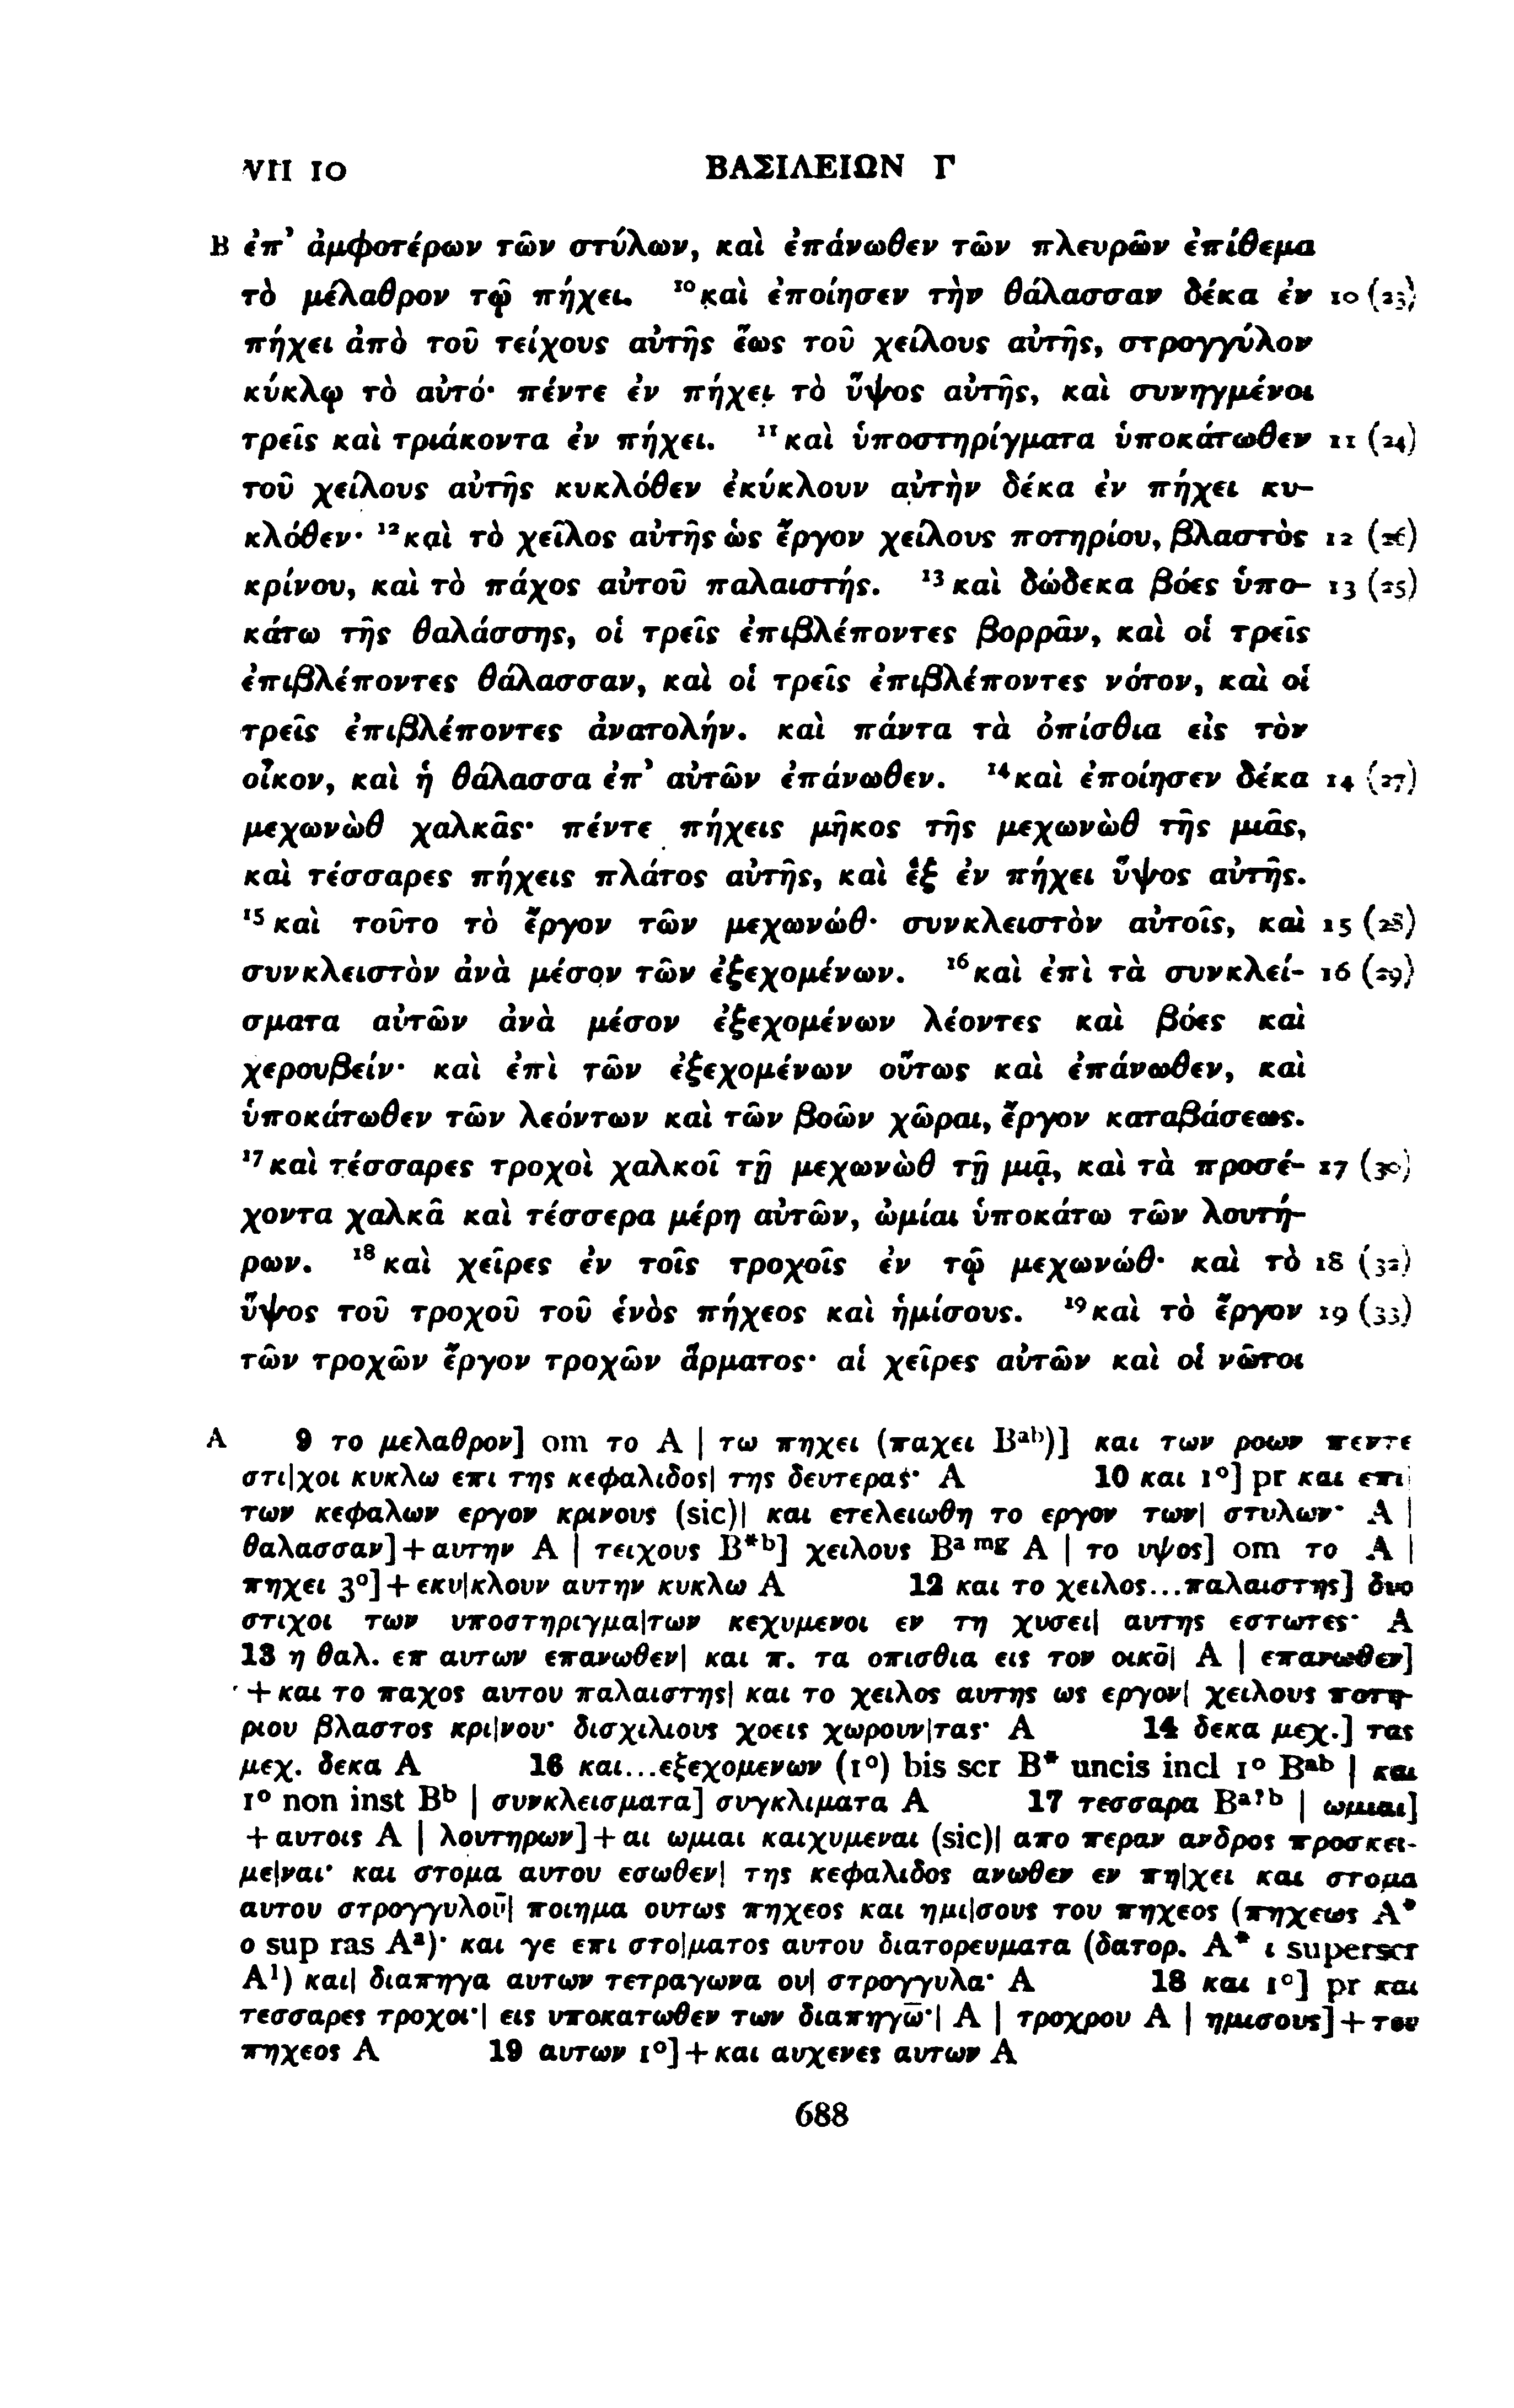 VII 10 ΒΑΣΙΛΕΙΩΝ Γ
B ἐπ' ἀμφοτέρων τῶν στύλων, καὶ ἐπάνωθεν τῶν πλευρῶν ἐπίθεμα
τὸ μέλαθρον τῷ πήχει. ¹⁰καὶ ἐποίησεν τὴν θάλασσαν δέκα ἐν 10 (23)
πήχει ἀπὸ τοῦ τείχους αὐτῆς ἕως τοῦ χείλους αὐτῆς, στρογγύλον
κύκλῳ τὸ αὐτό· πέντε ἐν πήχει τὸ ὕψος αὐτῆς, καὶ συνηγμένοι
τρεῖς καὶ τριάκοντα ἐν πήχει. ¹¹καὶ ὑποστηρίγματα ὑποκάτωθεν 11 (24)
τοῦ χείλους αὐτῆς κυκλόθεν ἐκύκλουν αὐτὴν δέκα ἐν πήχει κυ-
κλόθεν· ¹²καὶ τὸ χεῖλος αὐτῆς ὡς ἔργον χείλους ποτηρίου, βλαστὸς 12 (26)
κρίνου, καὶ τὸ πάχος αὐτοῦ παλαιστής. ¹³καὶ δώδεκα βόες ὑπο- 13 (25)
κάτω τῆς θαλάσσης, οἱ τρεῖς ἐπιβλέποντες βορρᾶν, καὶ οἱ τρεῖς
ἐπιβλέποντες θάλασσαν, καὶ οἱ τρεῖς ἐπιβλέποντες νότον, καὶ οἱ
τρεῖς ἐπιβλέποντες ἀνατολήν. καὶ πάντα τὰ ὀπίσθια εἰς τὸν
οἶκον, καὶ ἡ θάλασσα ἐπ' αὐτῶν ἐπάνωθεν. ¹⁴καὶ ἐποίησεν δέκα 14 (27)
μεχωνὼθ χαλκᾶς· πέντε πήχεις μῆκος τῆς μεχωνὼθ τῆς μιᾶς,
καὶ τέσσαρες πήχεις πλάτος αὐτῆς, καὶ ἓξ ἐν πήχει ὕψος αὐτῆς.
¹⁵καὶ τοῦτο τὸ ἔργον τῶν μεχωνώθ· συνκλειστὸν αὐτοῖς, καὶ 15 (28)
συνκλειστὸν ἀνὰ μέσον τῶν ἐξεχομένων. ¹⁶καὶ ἐπὶ τὰ συνκλεί- 16 (29)
σματα αὐτῶν ἀνὰ μέσον ἐξεχομένων λέοντες καὶ βόες καὶ
χερουβείν· καὶ ἐπὶ τῶν ἐξεχομένων οὕτως καὶ ἐπάνωθεν, καὶ
ὑποκάτωθεν τῶν λεόντων καὶ τῶν βοῶν χῶραι, ἔργον καταβάσεως.
¹⁷καὶ τέσσαρες τροχοὶ χαλκοῖ τῇ μεχωνὼθ τῇ μιᾷ, καὶ τὰ προσέ- 17 (30)
χοντα χαλκᾶ καὶ τέσσερα μέρη αὐτῶν, ὠμίαι ὑποκάτω τῶν λουτή-
ρων. ¹⁸καὶ χεῖρες ἐν τοῖς τροχοῖς ἐν τῷ μεχωνώθ· καὶ τὸ 18 (32)
ὕψος τοῦ τροχοῦ τοῦ ἑνὸς πήχεος καὶ ἡμίσους. ¹⁹καὶ τὸ ἔργον 19 (33)
τῶν τροχῶν ἔργον τροχῶν ἅρματος· αἱ χεῖρες αὐτῶν καὶ οἱ νῶτοι
A 9 το μελαθρον] om το A | τω πηχει (παχει Bᵃᵇ)] και των ροων πεντε
στι|χοι κυκλω επι της κεφαλιδος| της δευτερας· A 10 και 1°] pr και επι|
των κεφαλων εργον κρινους (sic)| και ετελειωθη το εργον των| στυλων· A |
θαλασσαν]+αυτην A | τειχους B*ᵇ] χειλους Bᵃ ᵐᵍ A | το υψος] om το A |
πηχει 3°]+εκυ|κλουν αυτην κυκλω A 12 και το χειλος...παλαιστης] δυο
στιχοι των υποστηριγμα|των κεχυμενοι εν τη χυσει| αυτης εστωτες· A
13 η θαλ. επ αυτων επανωθεν| και π. τα οπισθια εις τον οικο̄| A | επανωθεν]
+και το παχος αυτου παλαιστης| και το χειλος αυτης ως εργον| χειλους ποτη-
ριου βλαστος κρι|νου· δισχιλιους χοεις χωρουν|τας· A 14 δεκα μεχ.] τας
μεχ. δεκα A 16 και...εξεχομενων (1°) bis scr B* uncis incl 1° Bᵃᵇ | και
1° non inst Bᵇ | συνκλεισματα] συγκλιματα A 17 τεσσαρα Bᵃ?ᵇ | ωμιαι]
+αυτοις A | λουτηρων]+αι ωμιαι καιχυμεναι (sic)| απο περαν ανδρος προσκει-
με|ναι· και στομα αυτου εσωθεν| της κεφαλιδος ανωθεν εν πη|χει και στομα
αυτου στρογγυλοῡ| ποιημα ουτως πηχεος και ημι|σους του πηχεος (πηχεως A*
ο sup ras Aᵃ)· και γε επι στο|ματος αυτου διατορευματα (δατορ. A* ι superscr
A¹) και| διαπηγα αυτων τετραγωνα ου| στρογγυλα· A 18 και 1°] pr και
τεσσαρες τροχοι·| εις υποκατωθεν των διαπηγω̄·| A | τροχρου A | ημισους]+του
πηχεος A 19 αυτων 1°]+και αυχενες αυτων A
688